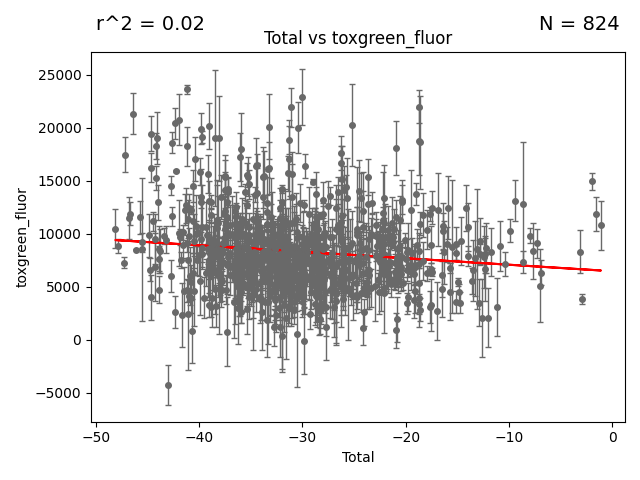 r^2 = 0.02
N = 824
Total vs toxgreen_fluor
25000
20000
15000
10000
5000
0
−5000
toxgreen_fluor
−50
−40
−30
−20
−10
0
Total